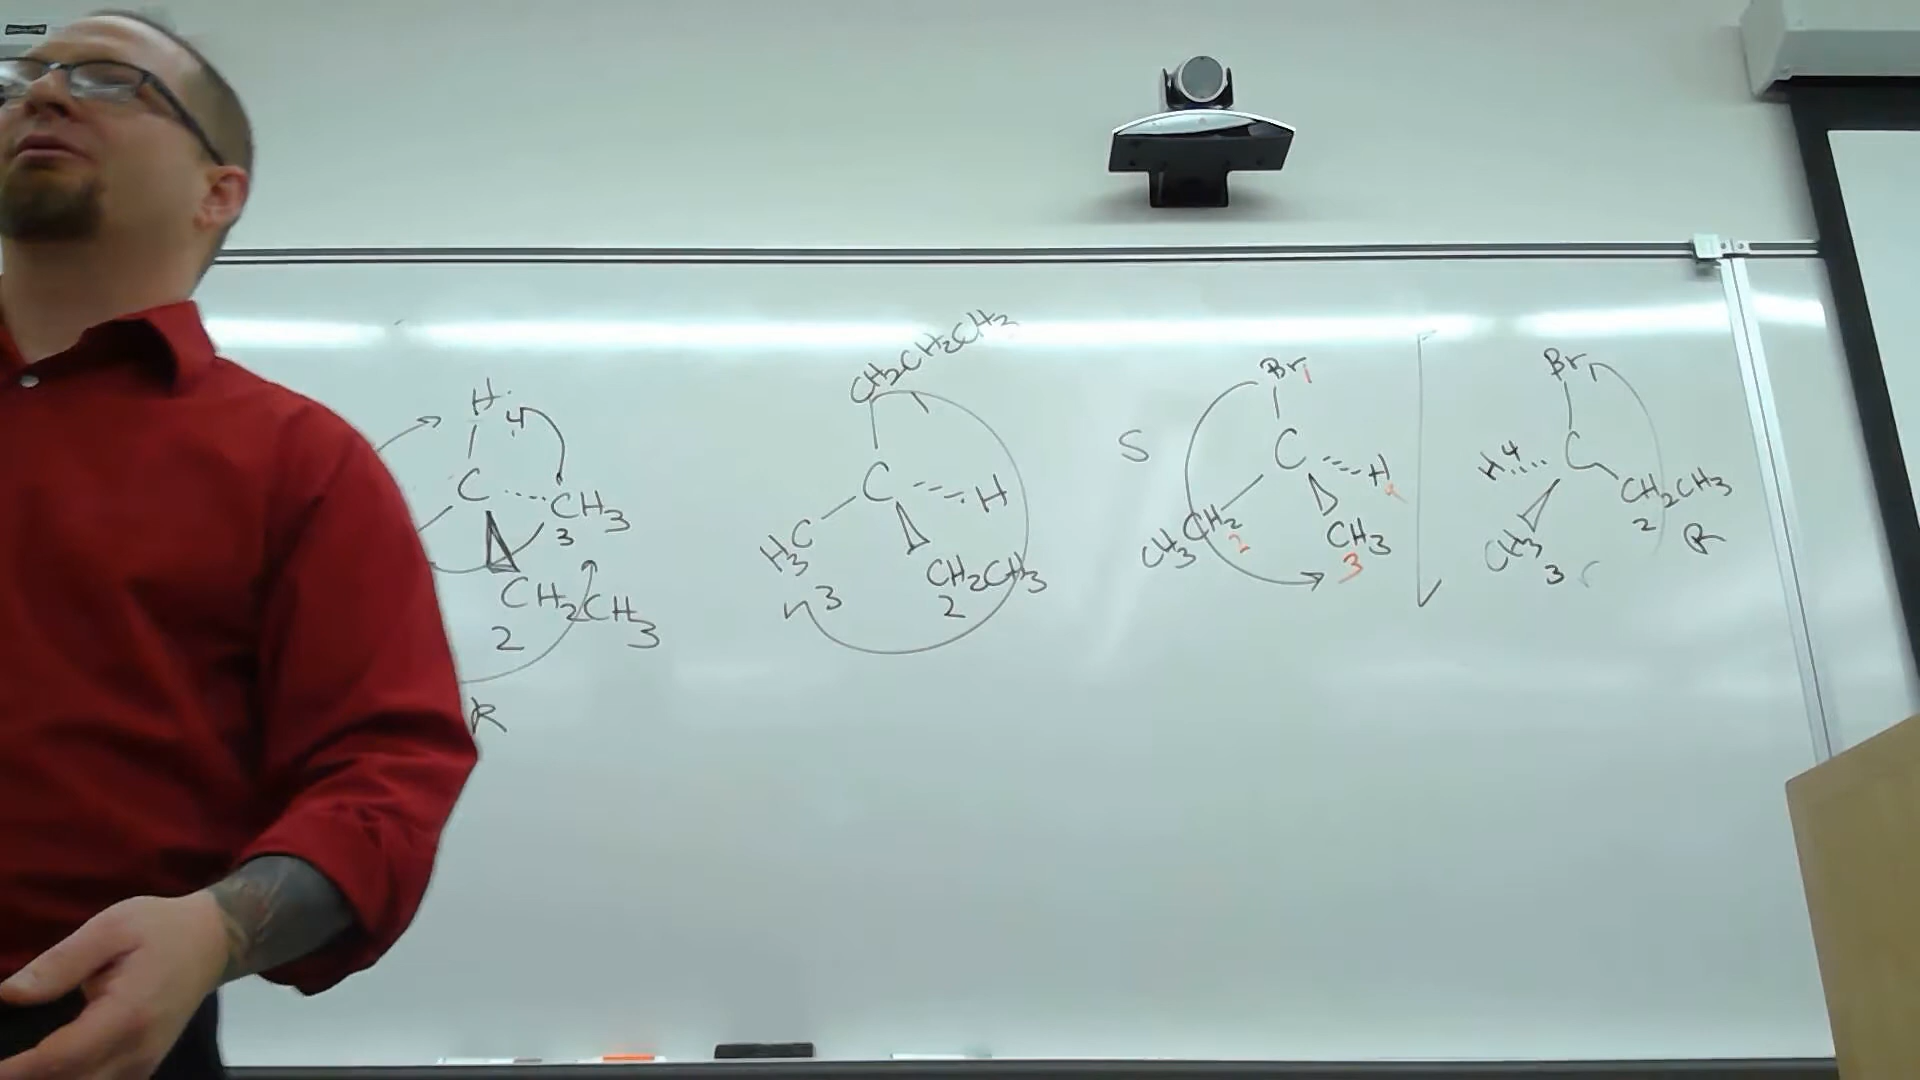 H 4
C CH3
3
CH2CH3
2
R
CH2CH2CH3
C H
H3C
3
CH2CH3
2
S
Br 1
C H
4
CH3CH2
2
CH3
3
Br 1
H 4 C
CH2CH3
2
CH3
3
R